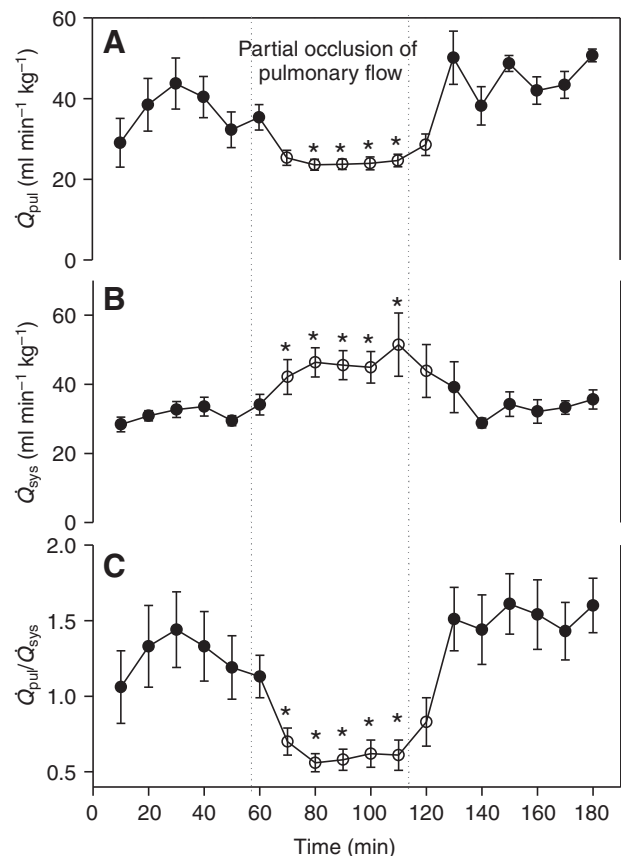 60
A
Partial occlusion of
pulmonary flow
40
* * * *
20
0
Q̇pul (ml min⁻¹ kg⁻¹)
B
60
* * * * *
40
20
0
Q̇sys (ml min⁻¹ kg⁻¹)
2.0
C
1.5
1.0
* * * * *
0.5
Q̇pul/Q̇sys
0 20 40 60 80 100 120 140 160 180
Time (min)